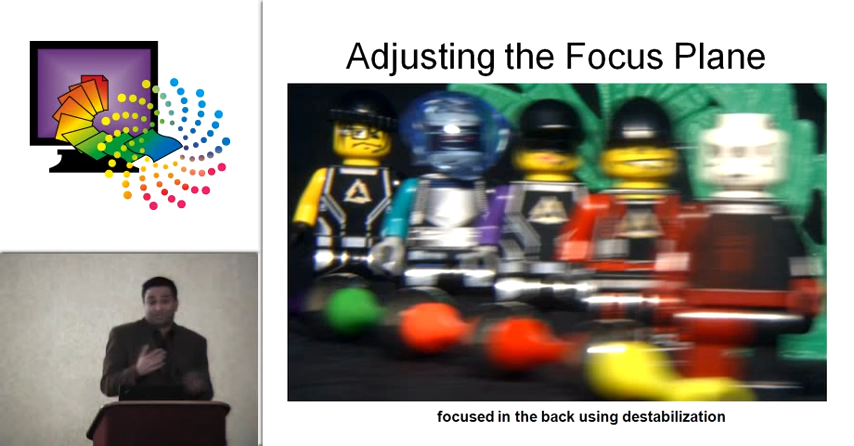 Adjusting the Focus Plane
focused in the back using destabilization